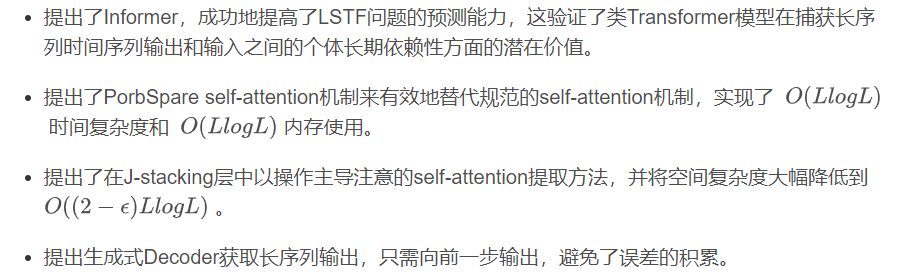 • 提出了Informer，成功地提高了LSTF问题的预测能力，这验证了类Transformer模型在捕获长序
列时间序列输出和输入之间的个体长期依赖性方面的潜在价值。
• 提出了PorbSpare self-attention机制来有效地替代规范的self-attention机制，实现了 O(LlogL)
时间复杂度和 O(LlogL) 内存使用。
• 提出了在J-stacking层中以操作主导注意的self-attention提取方法，并将空间复杂度大幅降低到
O((2 − ϵ)LlogL) 。
• 提出生成式Decoder获取长序列输出，只需向前一步输出，避免了误差的积累。